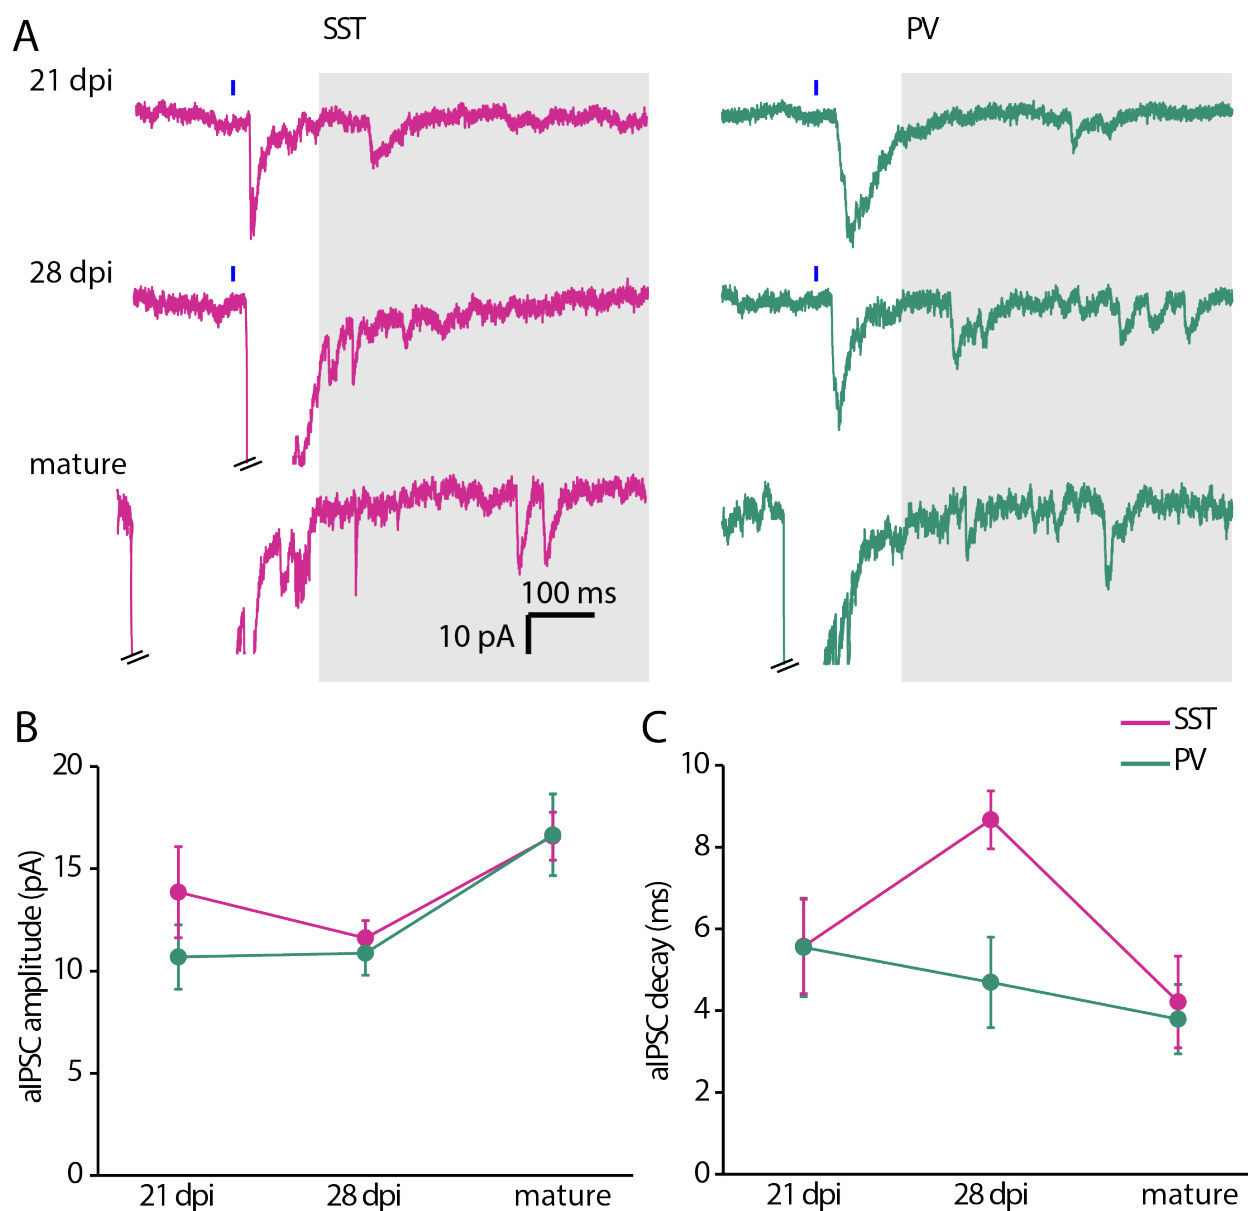 A
SST
PV
21 dpi
28 dpi
mature
100 ms
10 pA
B
aIPSC amplitude (pA)
20
15
10
5
0
21 dpi
28 dpi
mature
C
SST
PV
aIPSC decay (ms)
10
8
6
4
2
0
21 dpi
28 dpi
mature